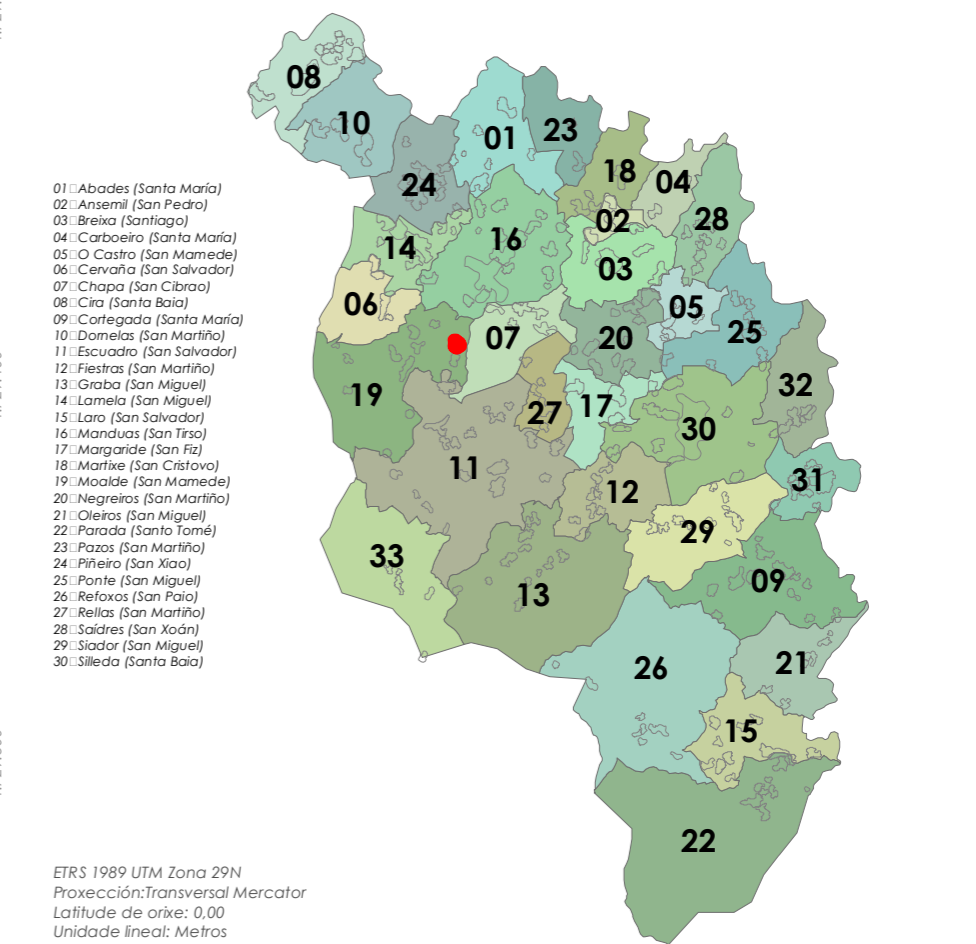 08
10
01
23
18
04
24
02
28
16
14
03
06
05
07
20
25
19
32
27
17
30
11
31
12
29
33
09
13
21
26
15
22
01 Abades (Santa María)
02 Ansemil (San Pedro)
03 Breixa (Santiago)
04 Carboeiro (Santa María)
05 O Castro (San Mamede)
06 Cervaña (San Salvador)
07 Chapa (San Cibrao)
08 Cira (Santa Baia)
09 Cortegada (Santa María)
10 Dornelas (San Martiño)
11 Escuadro (San Salvador)
12 Fiestras (San Martiño)
13 Graba (San Miguel)
14 Lamela (San Miguel)
15 Laro (San Salvador)
16 Manduas (San Tirso)
17 Margaride (San Fiz)
18 Martixe (San Cristovo)
19 Moalde (San Mamede)
20 Negreiros (San Martiño)
21 Oleiros (San Miguel)
22 Parada (Santo Tomé)
23 Pazos (San Martiño)
24 Piñeiro (San Xiao)
25 Ponte (San Miguel)
26 Refoxos (San Paio)
27 Rellas (San Martiño)
28 Saídres (San Xoán)
29 Siador (San Miguel)
30 Silleda (Santa Baia)
ETRS 1989 UTM Zona 29N
Proxección:Transversal Mercator
Latitude de orixe: 0,00
Unidade lineal: Metros